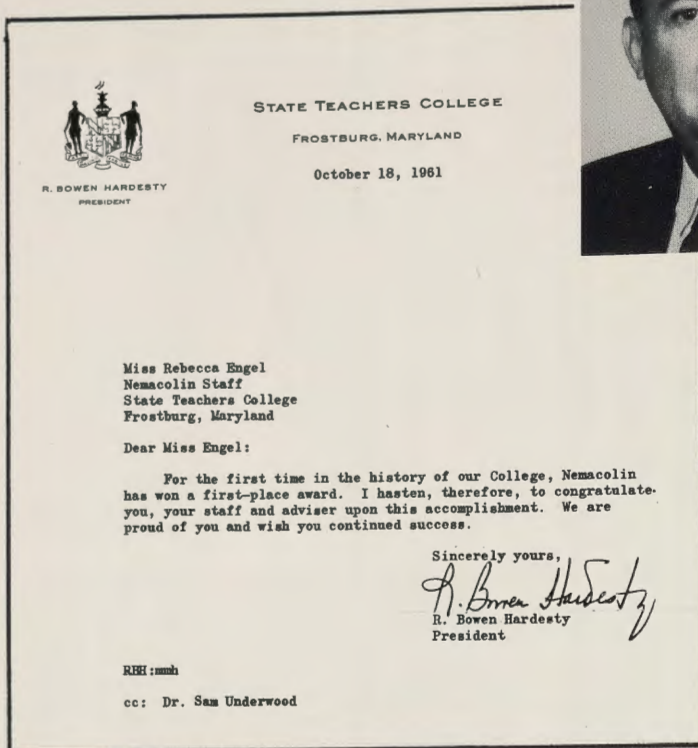 STATE TEACHERS COLLEGE
FROSTBURG, MARYLAND
R. BOWEN HARDESTY
PRESIDENT
October 18, 1961
Miss Rebecca Engel
Nemacolin Staff
State Teachers College
Frostburg, Maryland
Dear Miss Engel:
For the first time in the history of our College, Nemacolin
has won a first-place award. I hasten, therefore, to congratulate
you, your staff and adviser upon this accomplishment. We are
proud of you and wish you continued success.
Sincerely yours,
R. Bowen Hardesty
R. Bowen Hardesty
President
RBH:mmh
cc: Dr. Sam Underwood